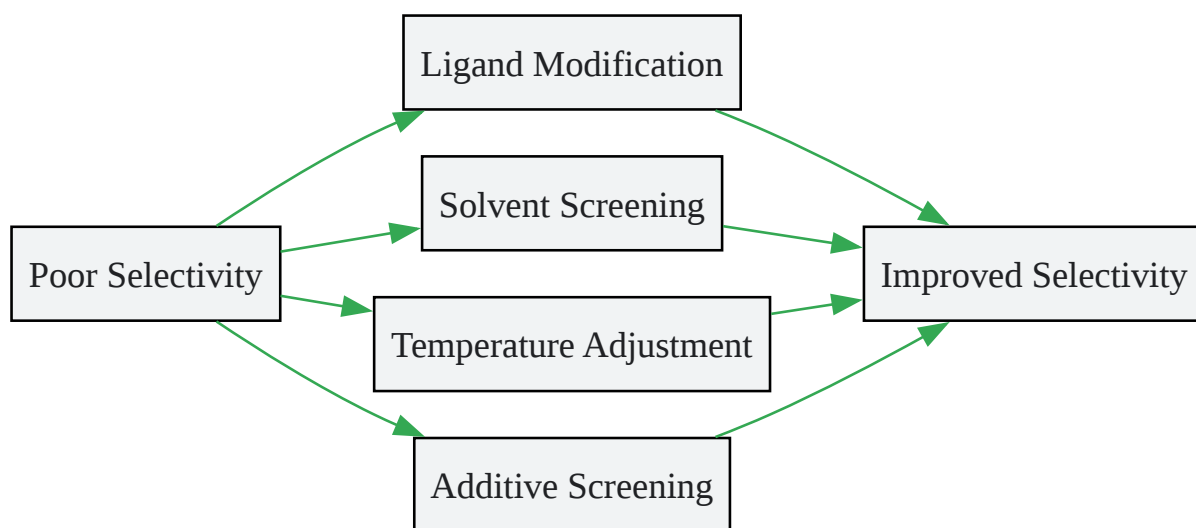 Ligand Modification
Solvent Screening
Poor Selectivity
Improved Selectivity
Temperature Adjustment
Additive Screening